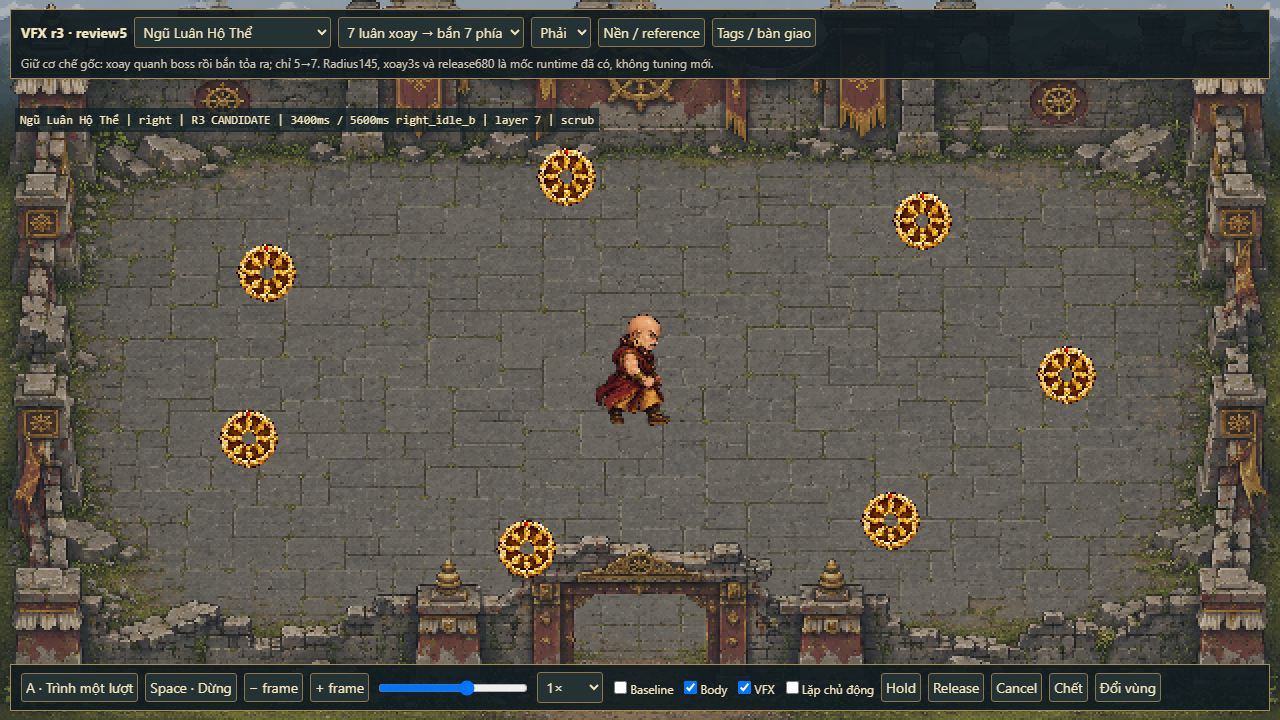 VFX r3 · review5 Ngũ Luân Hộ Thể 7 luân xoay → bắn 7 phía Phải Nền / reference Tags / bàn giao
Giữ cơ chế gốc: xoay quanh boss rồi bắn tỏa ra; chỉ 5→7. Radius145, xoay3s và release680 là mốc runtime đã có, không tuning mới.
Ngũ Luân Hộ Thể | right | R3 CANDIDATE | 3400ms / 5600ms right_idle_b | layer 7 | scrub
A · Trình một lượt Space · Dừng − frame + frame 1× Baseline Body VFX Lặp chủ động Hold Release Cancel Chết Đổi vùng